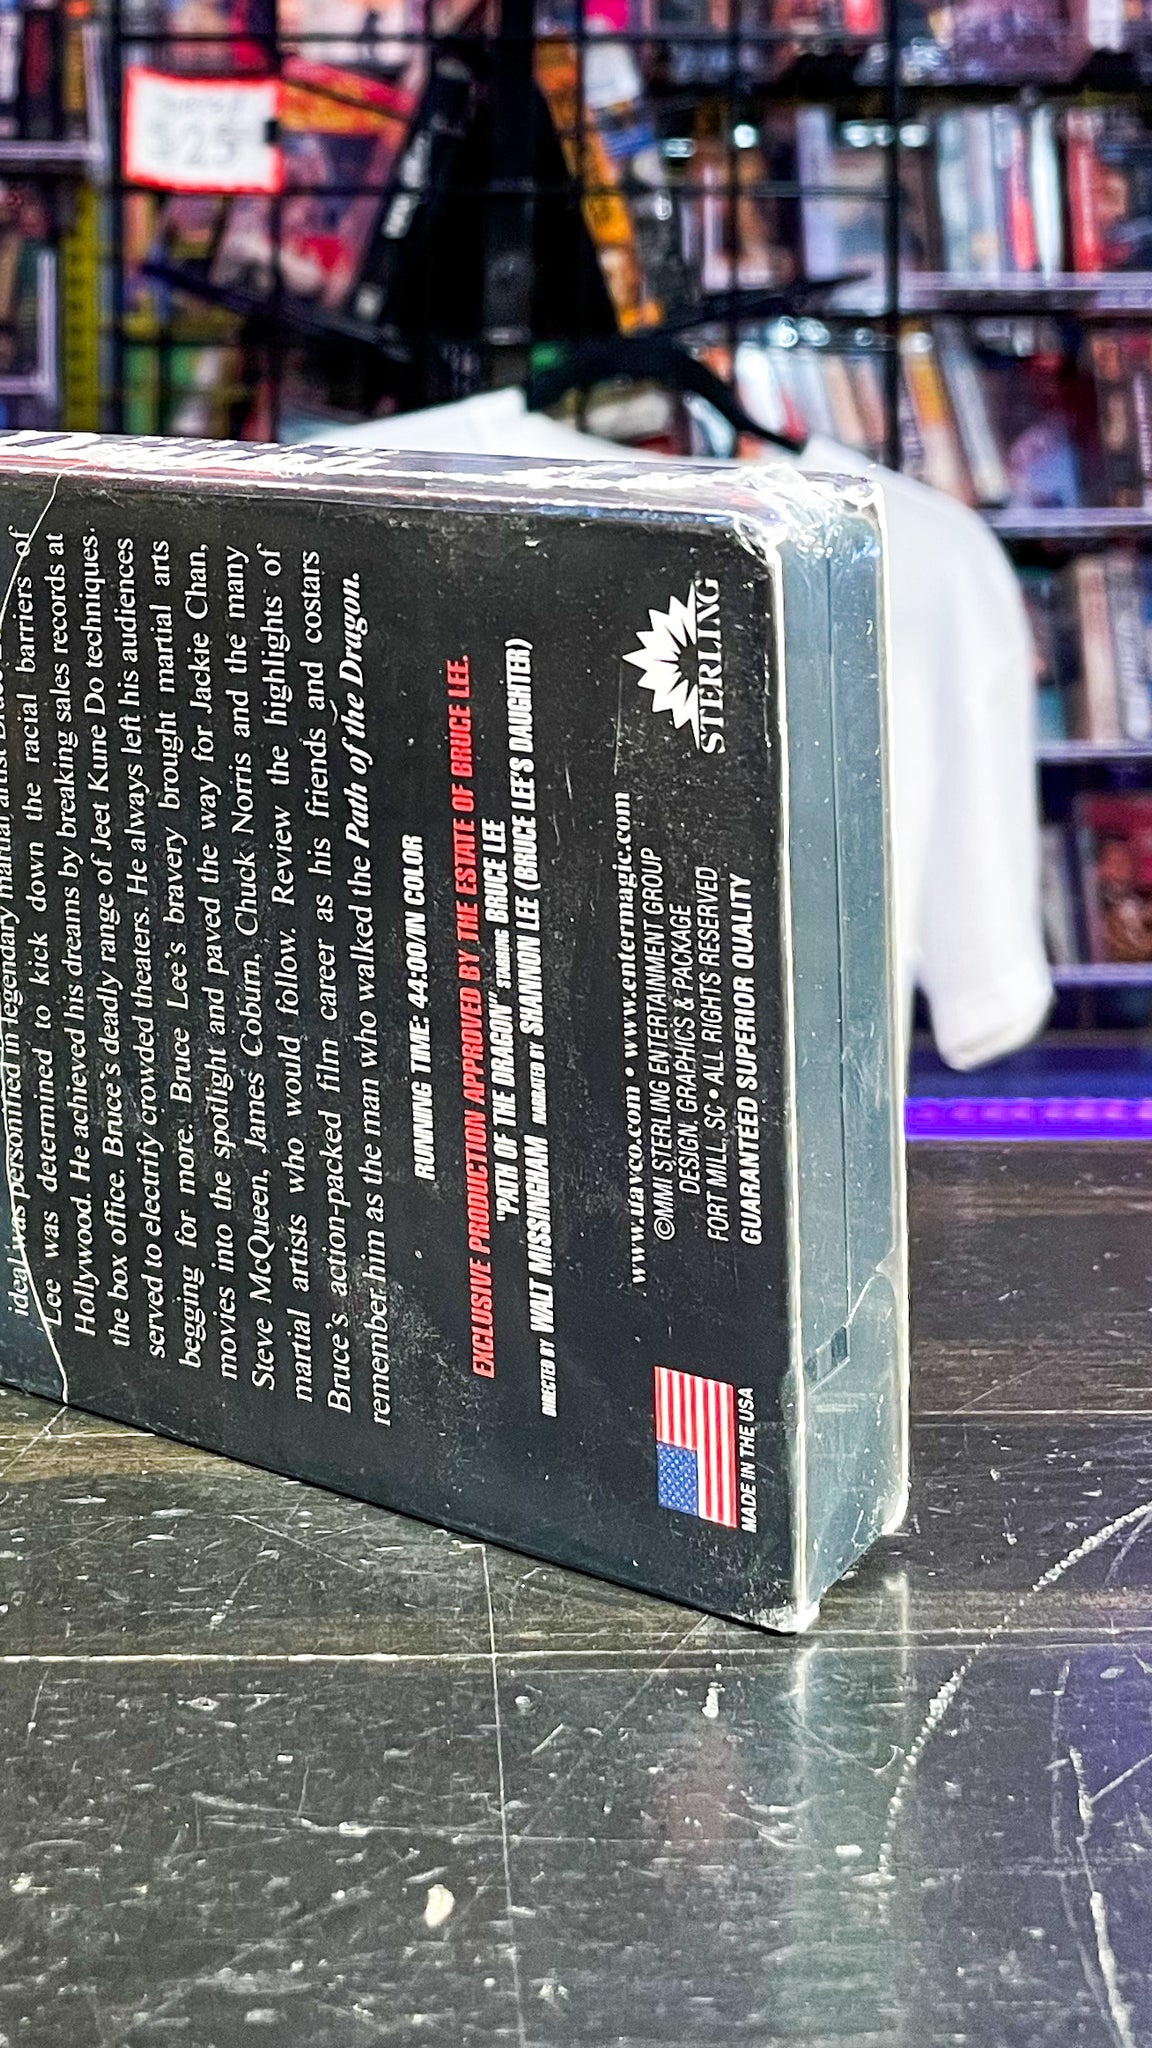 ideal was personified in legendary martial artist
Lee was determined to kick down the racial barriers of
Hollywood. He achieved his dreams by breaking sales records at
the box office. Bruce's deadly range of Jeet Kune Do techniques
served to electrify crowded theaters. He always left his audiences
begging for more. Bruce Lee's bravery brought martial arts
movies into the spotlight and paved the way for Jackie Chan,
Steve McQueen, James Coburn, Chuck Norris and the many
martial artists who would follow. Review the highlights of
Bruce's action-packed film career as his friends and costars
remember him as the man who walked the Path of the Dragon.
RUNNING TIME: 44:00/IN COLOR
EXCLUSIVE PRODUCTION APPROVED BY THE ESTATE OF BRUCE LEE.
"PATH OF THE DRAGON" STARRING BRUCE LEE
DIRECTED BY WALT MISSINGHAM NARRATED BY SHANNON LEE (BRUCE LEE'S DAUGHTER)
www.uavco.com • www.entermagic.com
©MMI STERLING ENTERTAINMENT GROUP
DESIGN, GRAPHICS & PACKAGE
FORT MILL, SC • ALL RIGHTS RESERVED
GUARANTEED SUPERIOR QUALITY
MADE IN THE USA
STERLING
$25